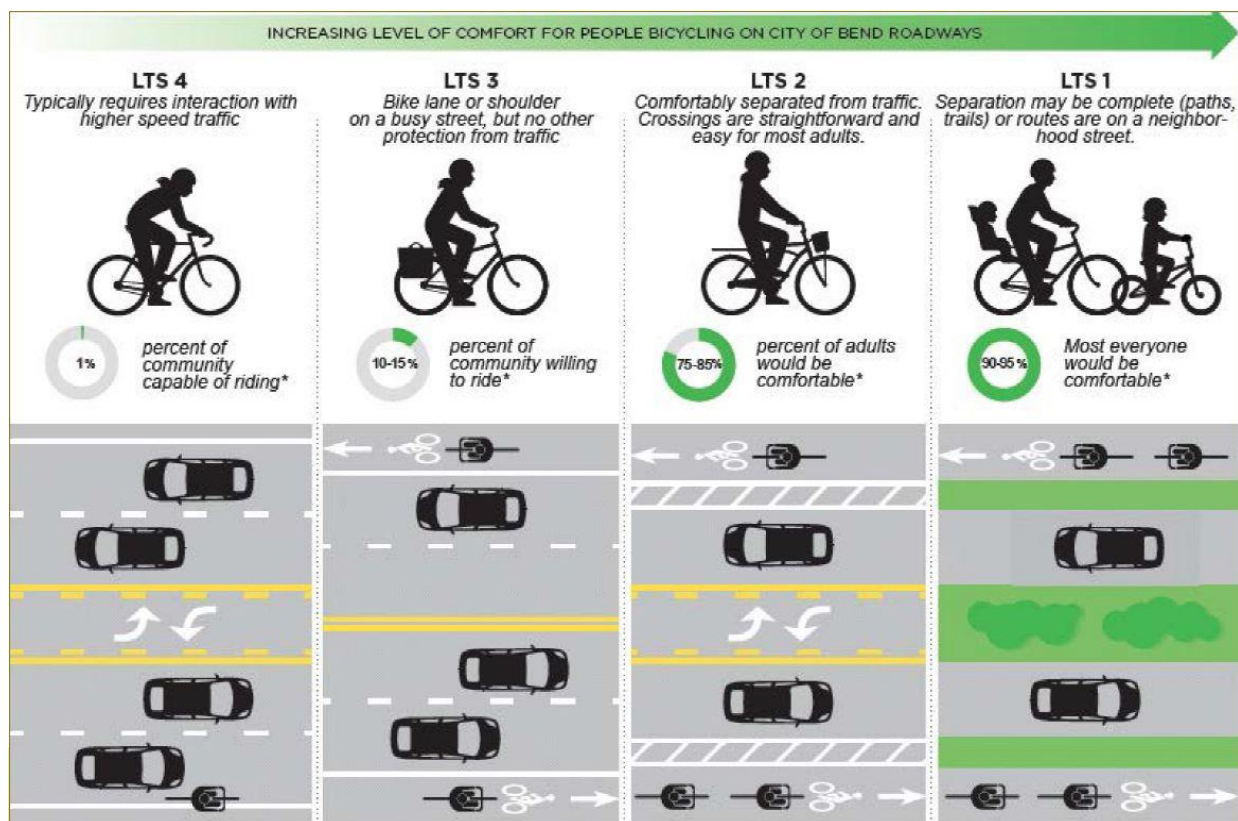 INCREASING LEVEL OF COMFORT FOR PEOPLE BICYCLING ON CITY OF BEND ROADWAYS
LTS 4
Typically requires interaction with
higher speed traffic
1%
percent of
community
capable of riding*
LTS 3
Bike lane or shoulder
on a busy street, but no other
protection from traffic
10-15 %
percent of
community willing
to ride*
LTS 2
Comfortably separated from traffic.
Crossings are straightforward and
easy for most adults.
75-85%
percent of adults
would be
comfortable*
LTS 1
Separation may be complete (paths,
trails) or routes are on a neighbor-
hood street.
90-95 %
Most everyone
would be
comfortable*